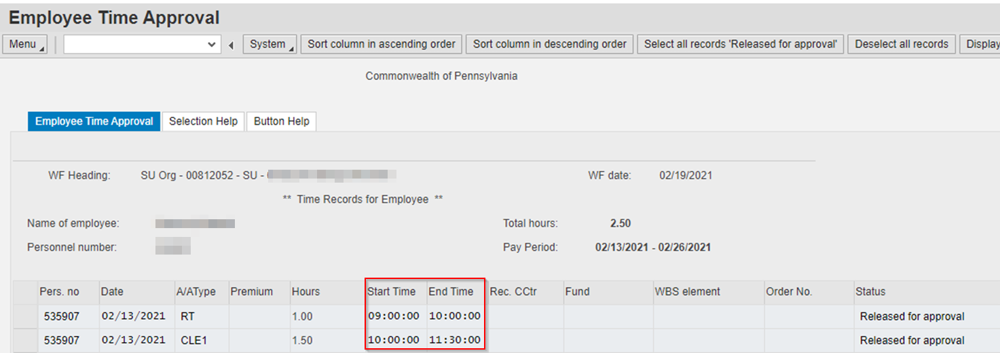 Employee Time Approval
Menu System Sort column in ascending order Sort column in descending order Select all records 'Released for approval' Deselect all records Display
Commonwealth of Pennsylvania
Employee Time Approval Selection Help Button Help
WF Heading: SU Org - 00812052 - SU - WF date: 02/19/2021
** Time Records for Employee **
Name of employee: Total hours: 2.50
Personnel number: Pay Period: 02/13/2021 - 02/26/2021
Pers. no Date A/AType Premium Hours Start Time End Time Rec. CCtr Fund WBS element Order No. Status
535907 02/13/2021 RT 1.00 09:00:00 10:00:00 Released for approval
535907 02/13/2021 CLE1 1.50 10:00:00 11:30:00 Released for approval